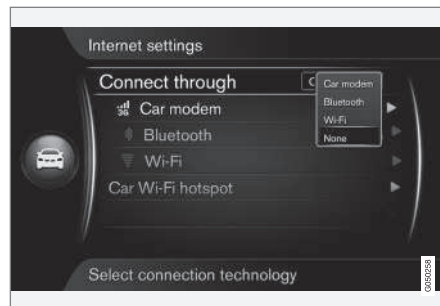 Internet settings
Connect through
Car modem
Bluetooth
Wi-Fi
None
3G Car modem
Bluetooth
Wi-Fi
Car Wi-Fi hotspot
Select connection technology
G050258